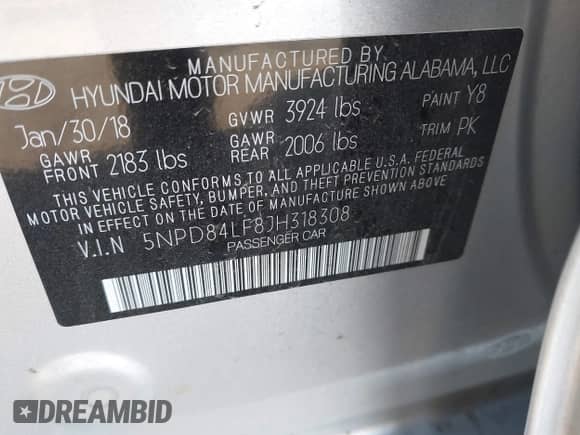 MANUFACTURED BY
HYUNDAI MOTOR MANUFACTURING ALABAMA, LLC
Jan/30/18 GVWR 3924 lbs PAINT Y8
GAWR FRONT 2183 lbs GAWR REAR 2006 lbs TRIM PK
THIS VEHICLE CONFORMS TO ALL APPLICABLE U.S.A. FEDERAL
MOTOR VEHICLE SAFETY, BUMPER, AND THEFT PREVENTION STANDARDS
IN EFFECT ON THE DATE OF MANUFACTURE SHOWN ABOVE
V.I.N 5NPD84LF8JH318308
PASSENGER CAR
DREAMBID